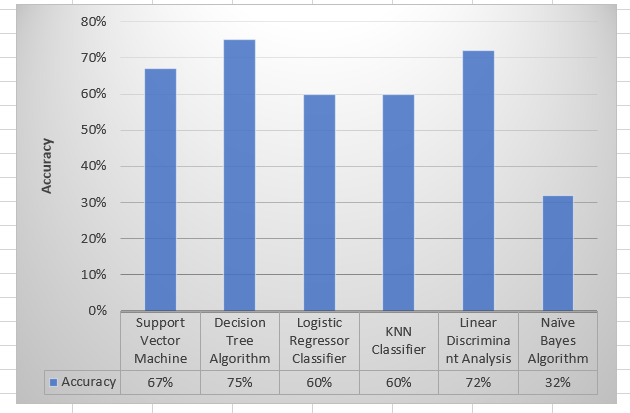 80%
70%
60%
50%
40%
30%
20%
10%
0%
Accuracy
Support
Vector
Machine
Decision
Tree
Algorithm
Logistic
Regressor
Classifier
KNN
Classifier
Linear
Discrimina
nt Analysis
Naïve
Bayes
Algorithm
Accuracy 67% 75% 60% 60% 72% 32%